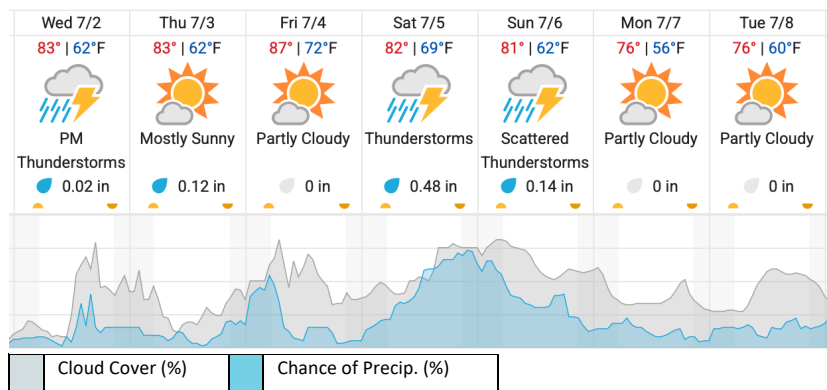 Wed 7/2 Thu 7/3 Fri 7/4 Sat 7/5 Sun 7/6 Mon 7/7 Tue 7/8
83° | 62°F 83° | 62°F 87° | 72°F 82° | 69°F 81° | 62°F 76° | 56°F 76° | 60°F
PM Mostly Sunny Partly Cloudy Thunderstorms Scattered Partly Cloudy Partly Cloudy
Thunderstorms Thunderstorms
0.02 in 0.12 in 0 in 0.48 in 0.14 in 0 in 0 in
Cloud Cover (%) Chance of Precip. (%)